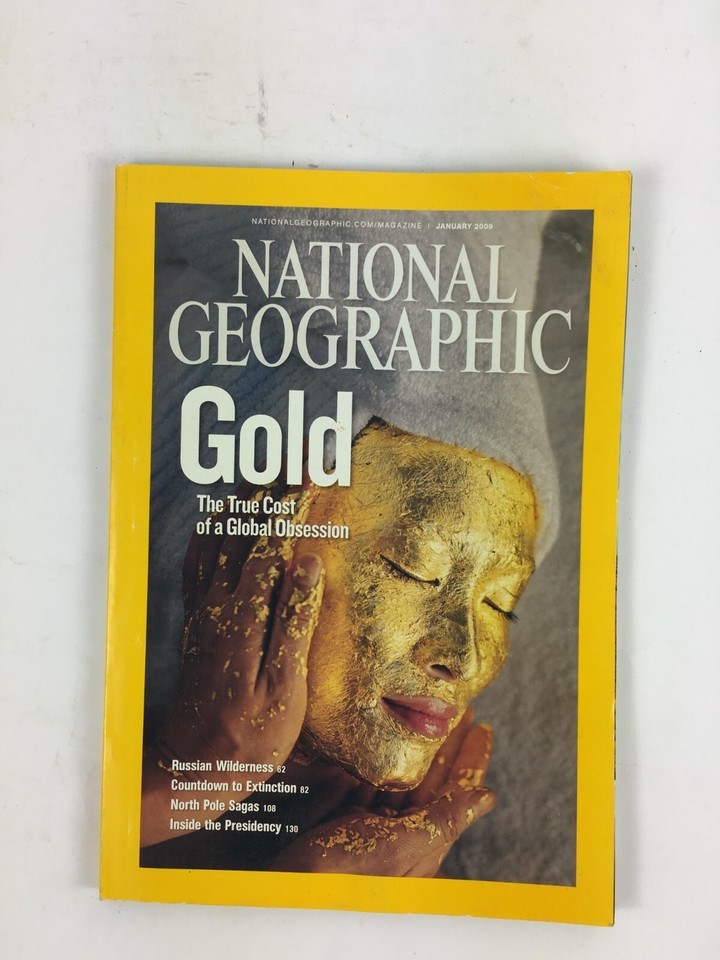 NATIONALGEOGRAPHIC.COM/MAGAZINE | JANUARY 2009
NATIONAL
GEOGRAPHIC
Gold
The True Cost
of a Global Obsession
Russian Wilderness 62
Countdown to Extinction 82
North Pole Sagas 108
Inside the Presidency 130